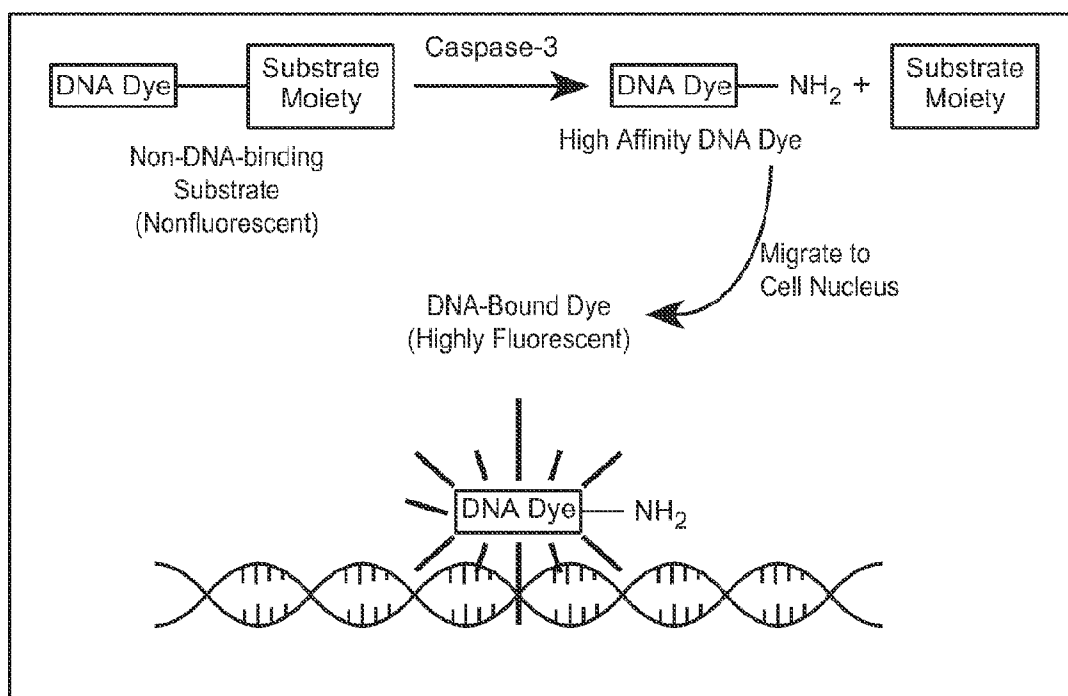 Caspase-3
DNA Dye
Substrate
Moiety
DNA Dye
NH2 +
Substrate
Moiety
Non-DNA-binding
Substrate
(Nonfluorescent)
High Affinity DNA Dye
Migrate to
Cell Nucleus
DNA-Bound Dye
(Highly Fluorescent)
DNA Dye
NH2